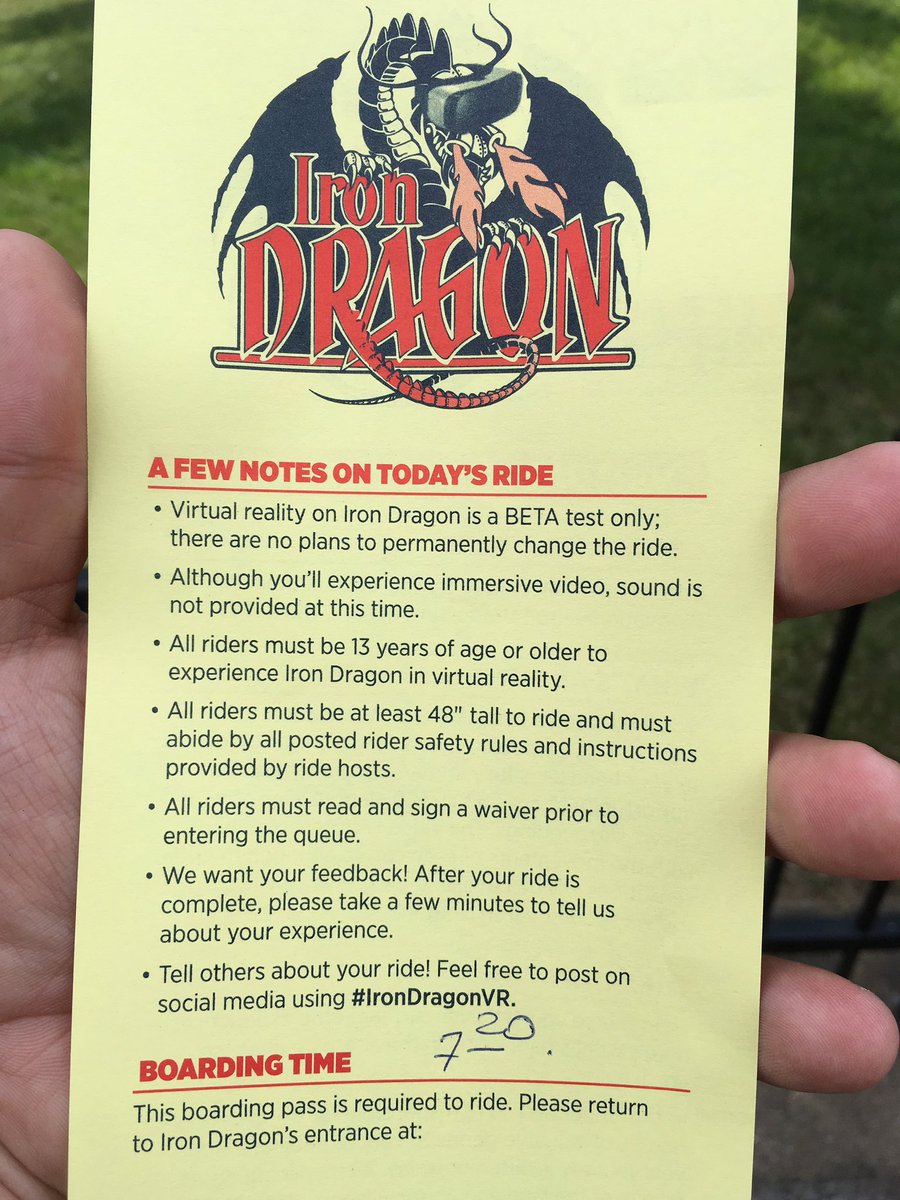 Iron
DRAGON
A FEW NOTES ON TODAY'S RIDE
• Virtual reality on Iron Dragon is a BETA test only;
there are no plans to permanently change the ride.
• Although you'll experience immersive video, sound is
not provided at this time.
• All riders must be 13 years of age or older to
experience Iron Dragon in virtual reality.
• All riders must be at least 48" tall to ride and must
abide by all posted rider safety rules and instructions
provided by ride hosts.
• All riders must read and sign a waiver prior to
entering the queue.
• We want your feedback! After your ride is
complete, please take a few minutes to tell us
about your experience.
• Tell others about your ride! Feel free to post on
social media using #IronDragonVR.
7 20.
BOARDING TIME
This boarding pass is required to ride. Please return
to Iron Dragon's entrance at: